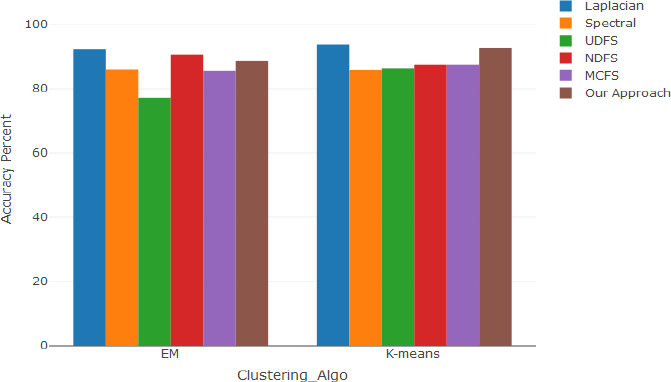 Laplacian
Spectral
UDFS
NDFS
MCFS
Our Approach
100
80
60
40
20
0
Accuracy Percent
EM
K-means
Clustering_Algo